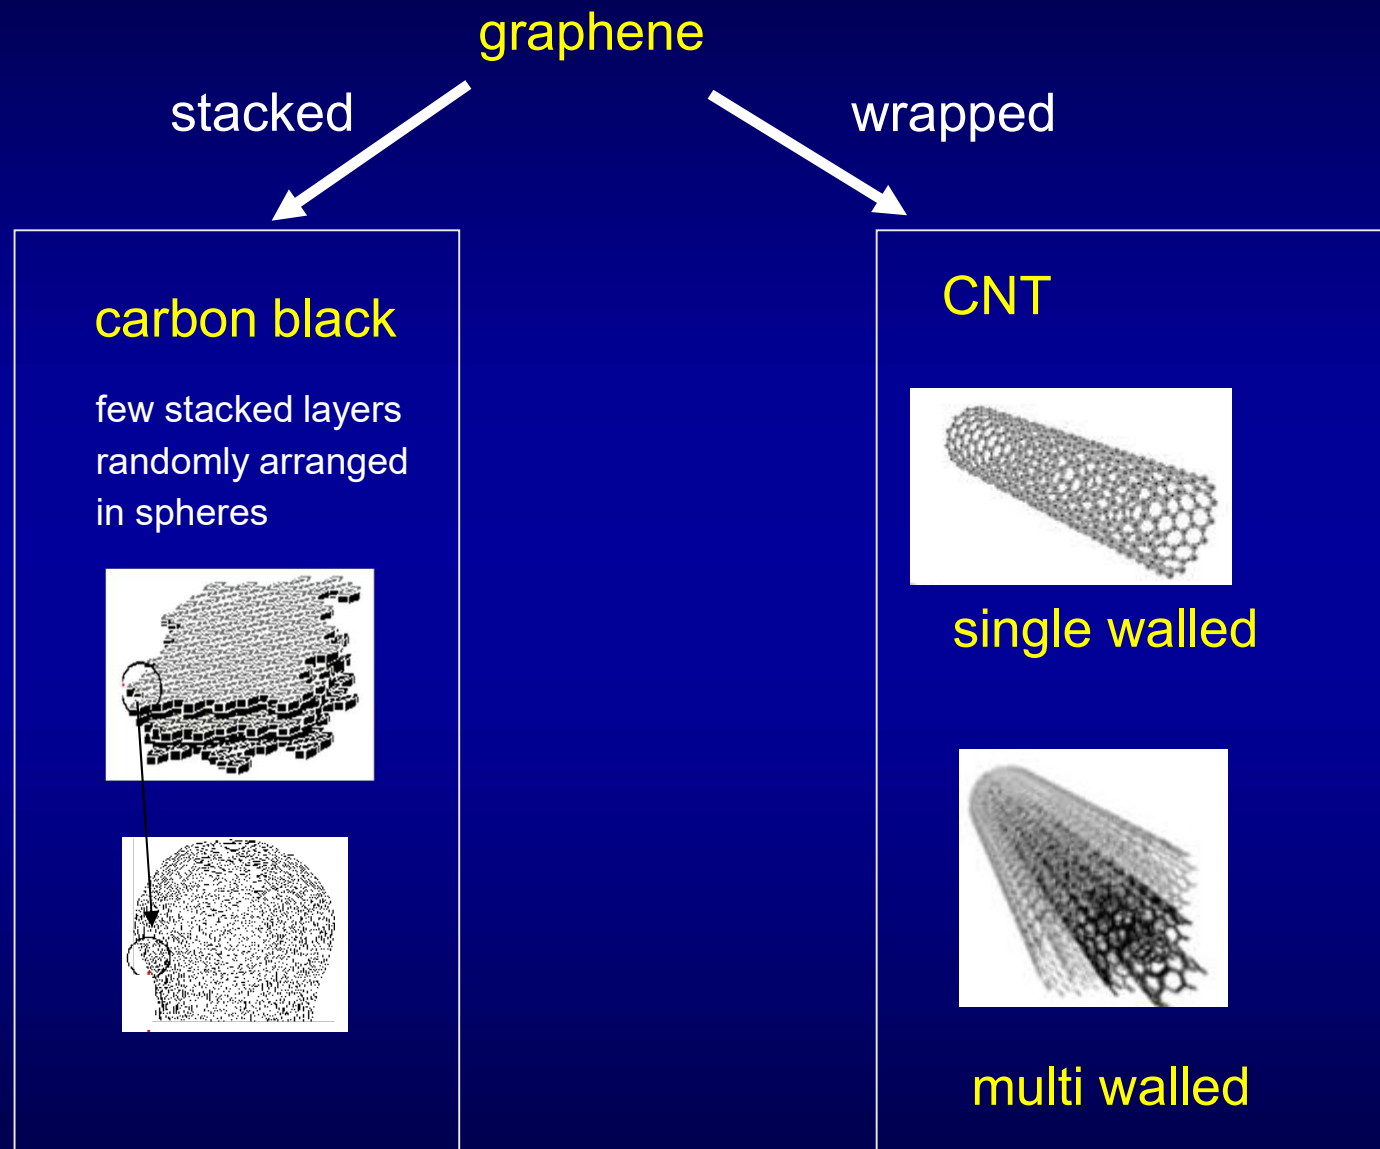 graphene
stacked
wrapped
carbon black
few stacked layers
randomly arranged
in spheres
CNT
single walled
multi walled